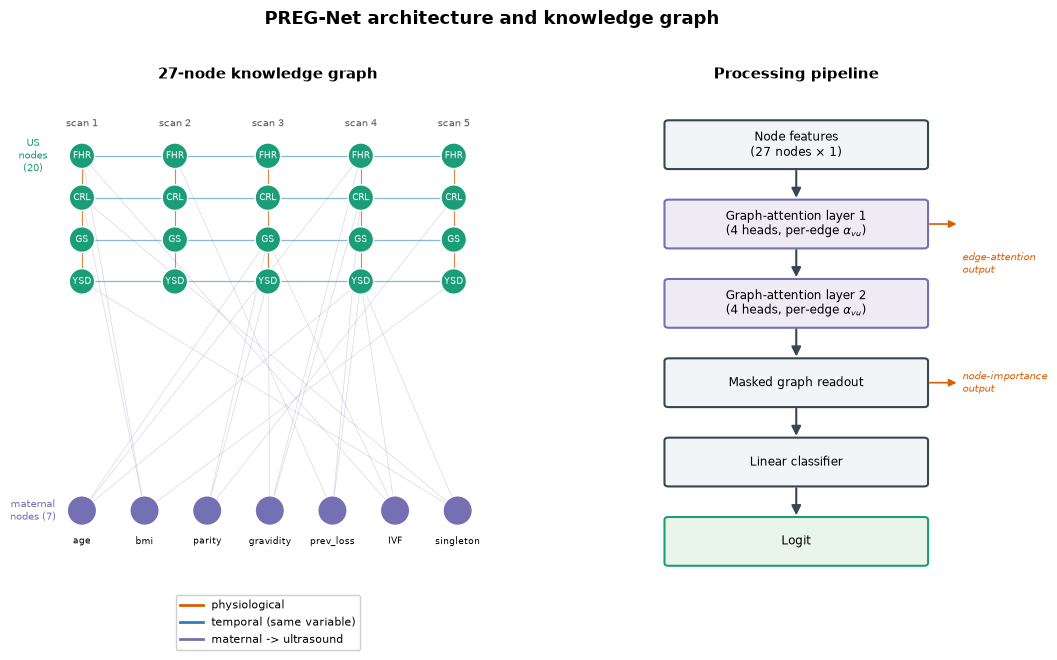 PREG-Net architecture and knowledge graph
27-node knowledge graph
scan 1 scan 2 scan 3 scan 4 scan 5
US
nodes
(20)
FHR FHR FHR FHR FHR
CRL CRL CRL CRL CRL
GS GS GS GS GS
YSD YSD YSD YSD YSD
maternal
nodes (7)
age bmi parity gravidity prev_loss IVF singleton
physiological
temporal (same variable)
maternal -> ultrasound
Processing pipeline
Node features
(27 nodes × 1)
Graph-attention layer 1
(4 heads, per-edge αᵥᵤ)
edge-attention
output
Graph-attention layer 2
(4 heads, per-edge αᵥᵤ)
Masked graph readout
node-importance
output
Linear classifier
Logit